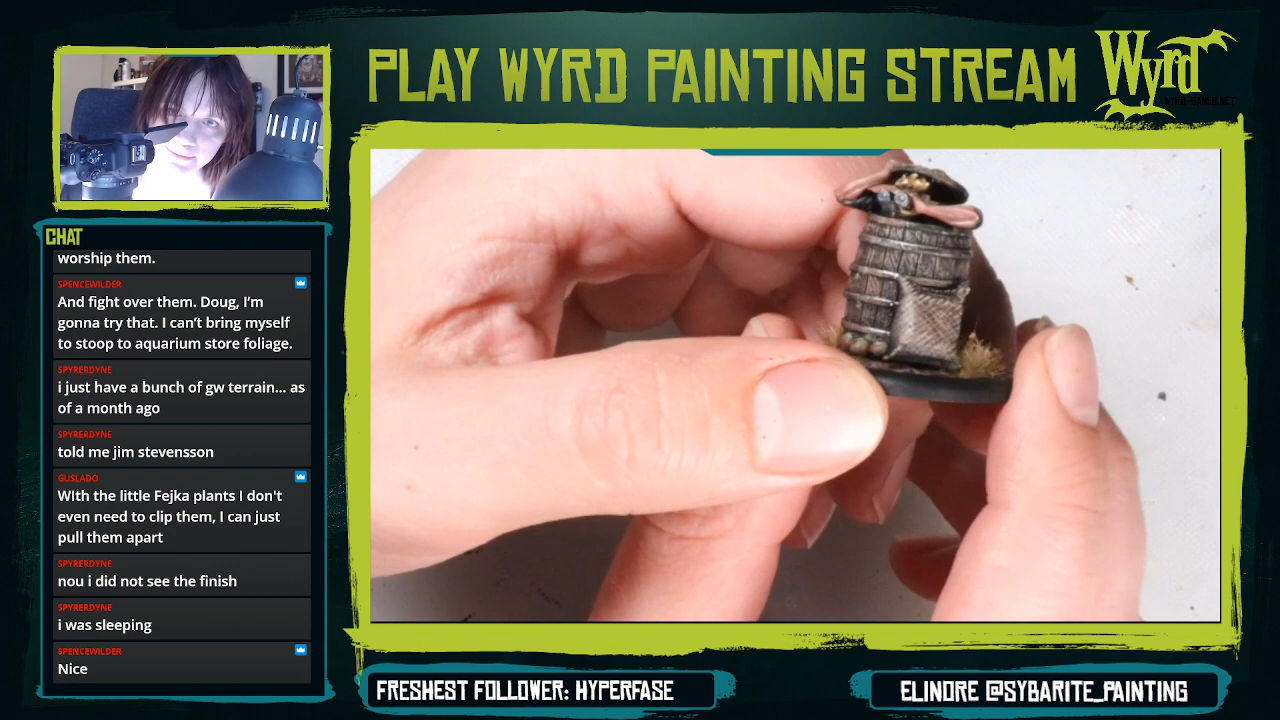 PLAY WYRD PAINTING STREAM
Wyrd
CHAT
worship them.
SPENCEWILDER
And fight over them. Doug, I'm
gonna try that. I can't bring myself
to stoop to aquarium store foliage.
SPYRERDYNE
i just have a bunch of gw terrain... as
of a month ago
SPYRERDYNE
told me jim stevensson
GUSLADO
WIth the little Fejka plants I don't
even need to clip them, I can just
pull them apart
SPYRERDYNE
nou i did not see the finish
SPYRERDYNE
i was sleeping
SPENCEWILDER
Nice
FRESHEST FOLLOWER: HYPERFASE
ELINORE @SYBARITE_PAINTING